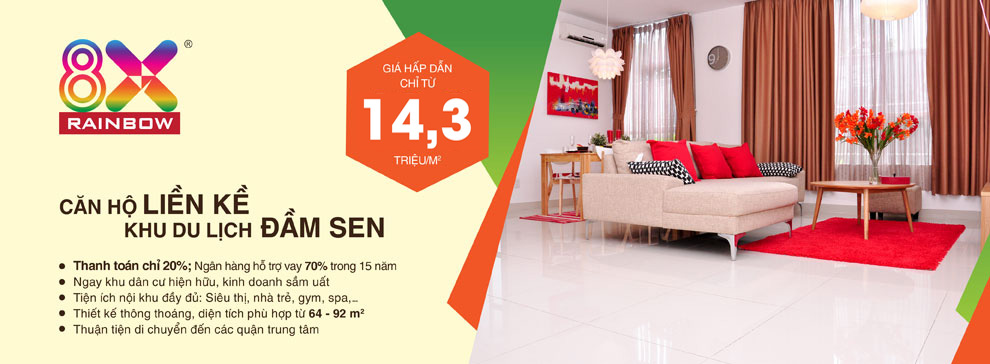 8X®
RAINBOW
GIÁ HẤP DẪN
CHỈ TỪ
14,3
TRIỆU/M²
CĂN HỘ LIỀN KỀ
KHU DU LỊCH ĐẦM SEN
• Thanh toán chỉ 20%; Ngân hàng hỗ trợ vay 70% trong 15 năm
• Ngay khu dân cư hiện hữu, kinh doanh sầm uất
• Tiện ích nội khu đầy đủ: Siêu thị, nhà trẻ, gym, spa,...
• Thiết kế thông thoáng, diện tích phù hợp từ 64 - 92 m²
• Thuận tiện di chuyển đến các quận trung tâm